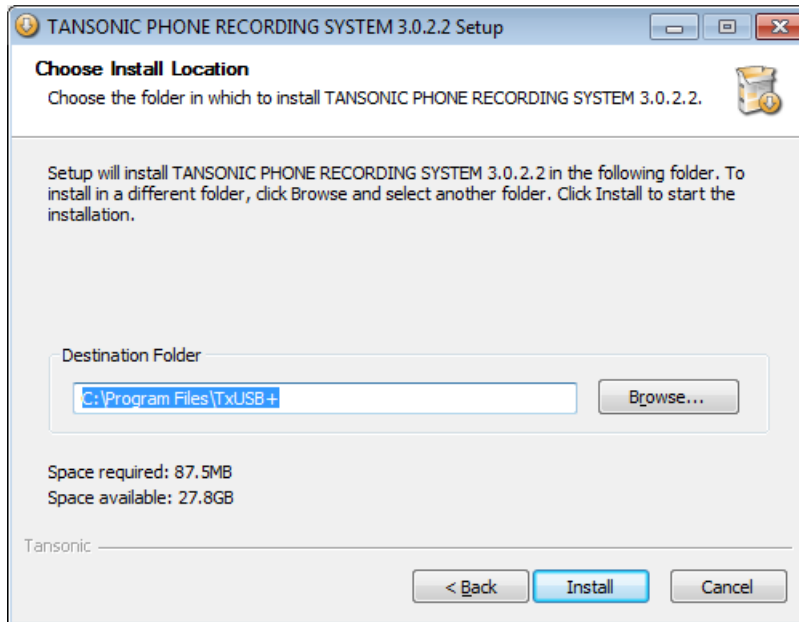 TANSONIC PHONE RECORDING SYSTEM 3.0.2.2 Setup
Choose Install Location
Choose the folder in which to install TANSONIC PHONE RECORDING SYSTEM 3.0.2.2.
Setup will install TANSONIC PHONE RECORDING SYSTEM 3.0.2.2 in the following folder. To
install in a different folder, click Browse and select another folder. Click Install to start the
installation.
Destination Folder
C:\Program Files\TxUSB+
Browse...
Space required: 87.5MB
Space available: 27.8GB
Tansonic
< Back
Install
Cancel